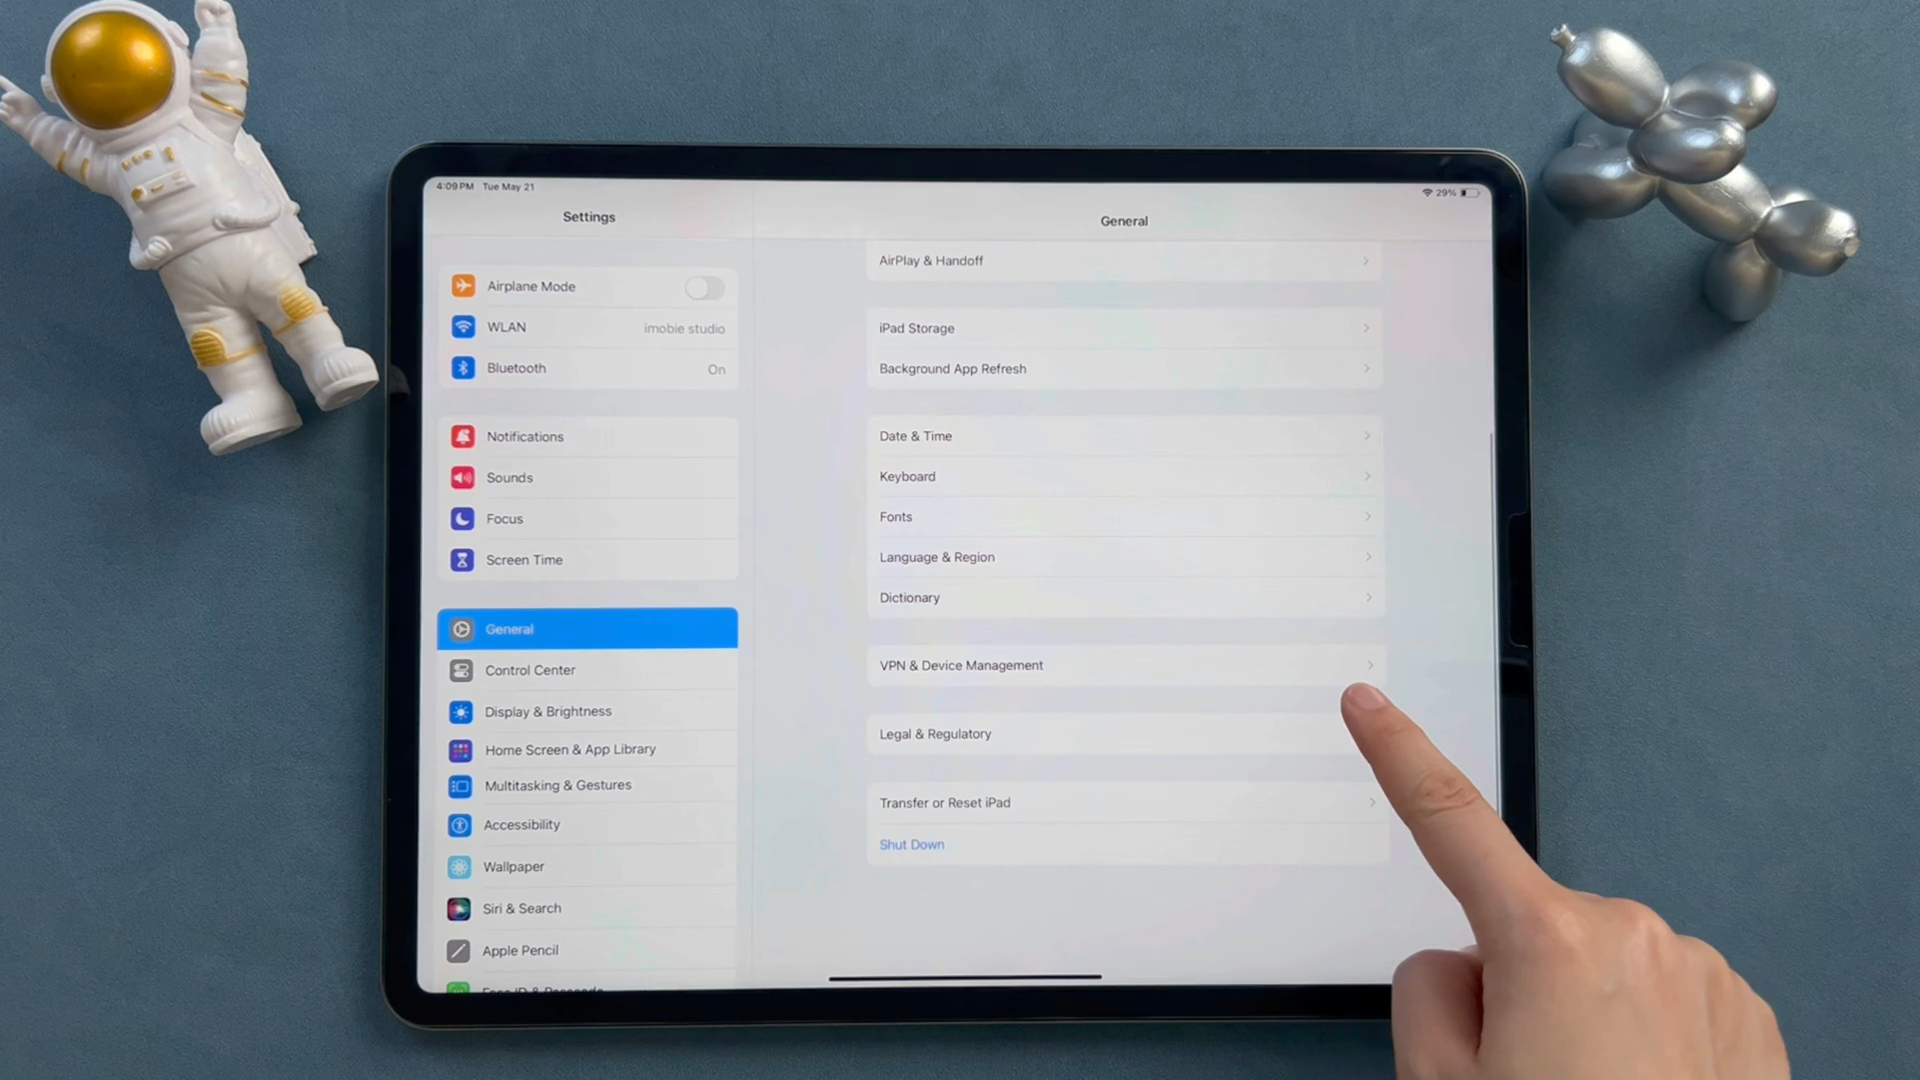 4:09 PM Tue May 21
29%
Settings
General
Airplane Mode
WLAN
imobie studio
Bluetooth
On
Notifications
Sounds
Focus
Screen Time
General
Control Center
Display & Brightness
Home Screen & App Library
Multitasking & Gestures
Accessibility
Wallpaper
Siri & Search
Apple Pencil
AirPlay & Handoff
iPad Storage
Background App Refresh
Date & Time
Keyboard
Fonts
Language & Region
Dictionary
VPN & Device Management
Legal & Regulatory
Transfer or Reset iPad
Shut Down